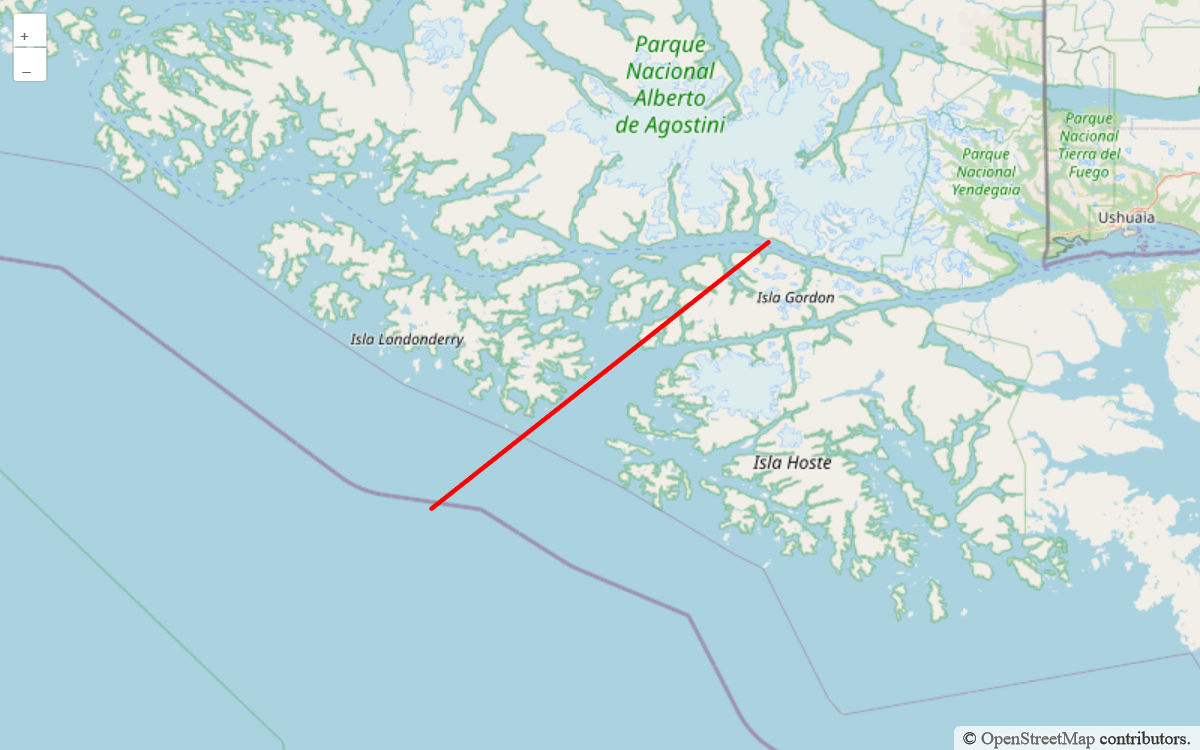 +
–
Parque
Nacional
Alberto
de Agostini
Parque
Nacional
Tierra del
Fuego
Parque
Nacional
Yendegaia
Ushuaia
Isla Gordon
Isla Londonderry
Isla Hoste
© OpenStreetMap contributors.